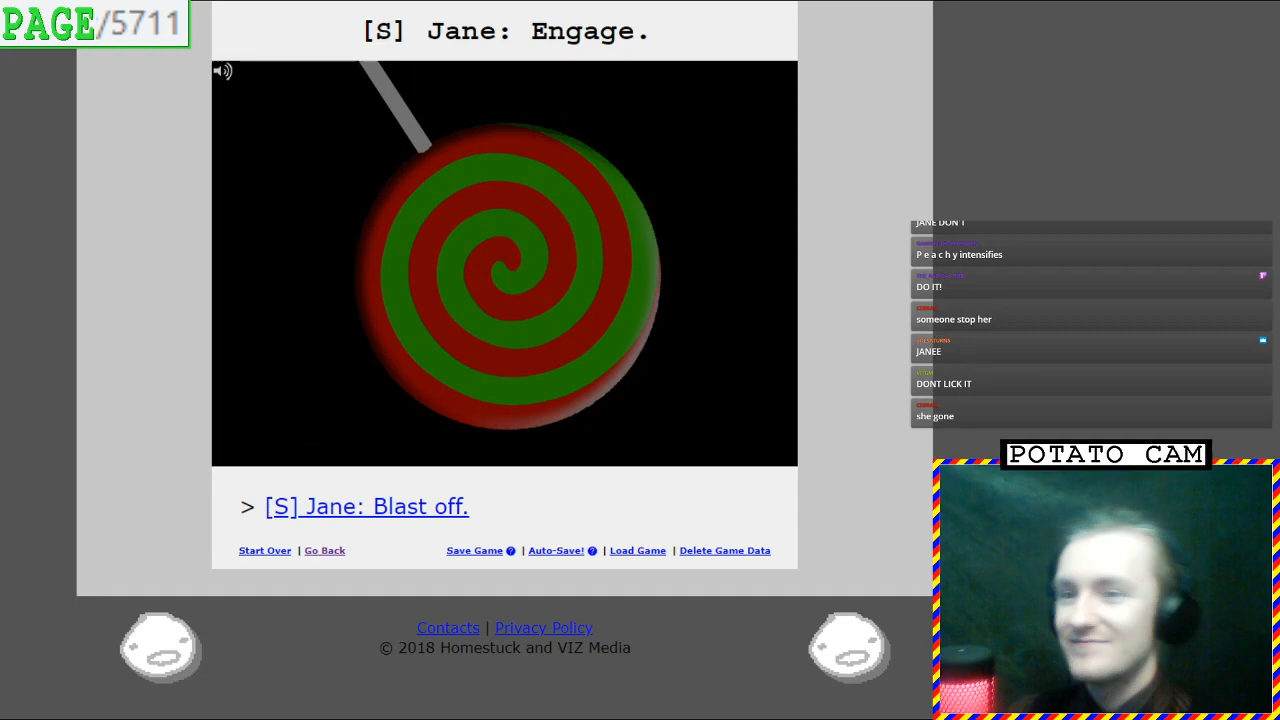 PAGE/5711
[S] Jane: Engage.
JANE DON'T
P e a c h y intensifies
DO IT!
someone stop her
JANEE
DONT LICK IT
she gone
POTATO CAM
> [S] Jane: Blast off.
Start Over | Go Back
Save Game ? | Auto-Save! ? | Load Game | Delete Game Data
Contacts | Privacy Policy
© 2018 Homestuck and VIZ Media